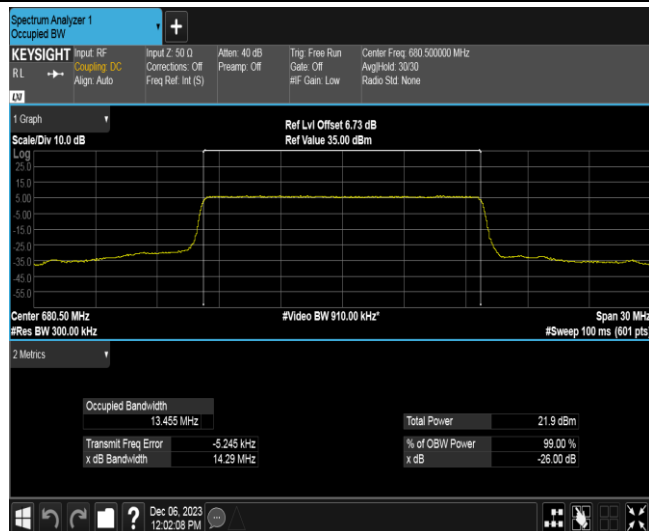 Spectrum Analyzer 1
Occupied BW
+
KEYSIGHT
RL
Input: RF
Coupling: DC
Align: Auto
Input Z: 50 Ω
Corrections: Off
Freq Ref: Int (S)
Atten: 40 dB
Preamp: Off
Trig: Free Run
Gate: Off
#IF Gain: Low
Center Freq: 680.500000 MHz
Avg|Hold: 30/30
Radio Std: None
1 Graph
Scale/Div 10.0 dB
Ref Lvl Offset 6.73 dB
Ref Value 35.00 dBm
Log
25.0
15.0
5.00
-5.00
-15.0
-25.0
-35.0
-45.0
-55.0
Center 680.50 MHz
#Res BW 300.00 kHz
#Video BW 910.00 kHz*
Span 30 MHz
#Sweep 100 ms (601 pts)
2 Metrics
Occupied Bandwidth
13.455 MHz
Transmit Freq Error -5.245 kHz
x dB Bandwidth 14.29 MHz
Total Power 21.9 dBm
% of OBW Power 99.00 %
x dB -26.00 dB
?
Dec 06, 2023
12:02:08 PM